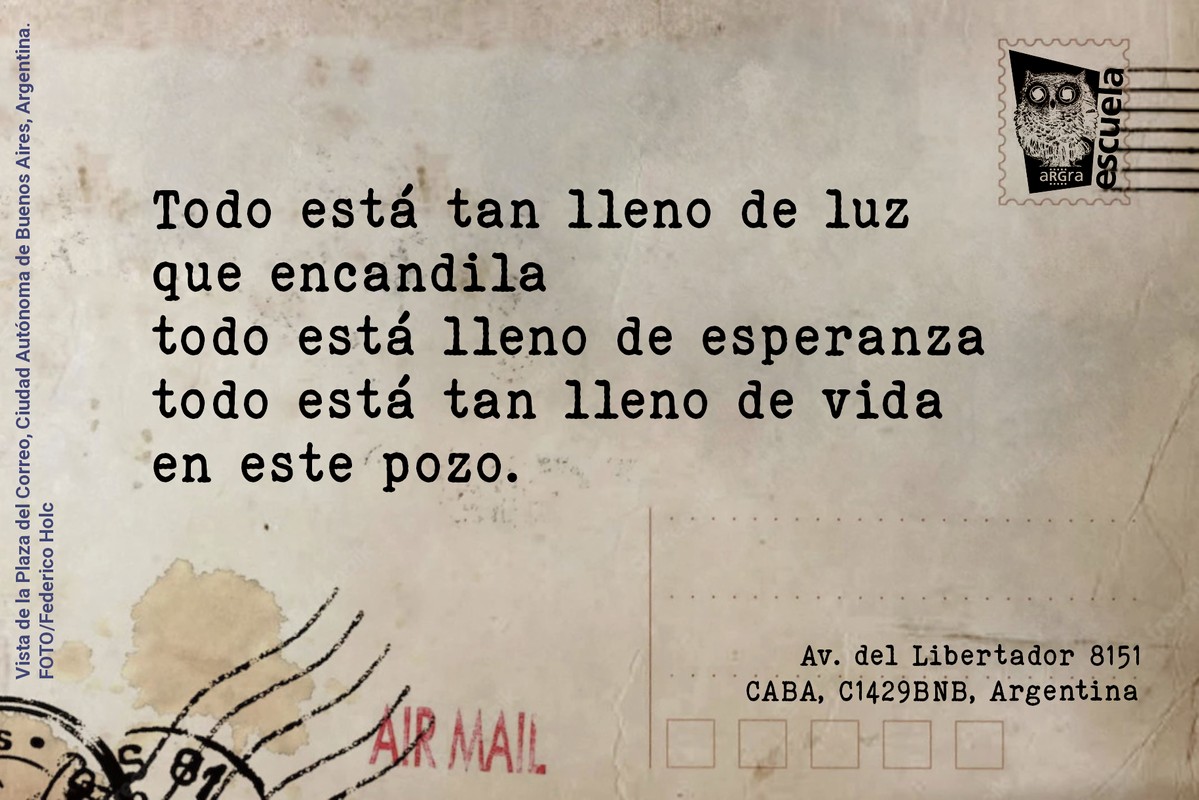 Vista de la Plaza del Correo, Ciudad Autónoma de Buenos Aires, Argentina.
FOTO/Federico Holc
escuela
aRGra
Todo está tan lleno de luz
que encandila
todo está lleno de esperanza
todo está tan lleno de vida
en este pozo.
Av. del Libertador 8151
CABA, C1429BNB, Argentina
AIR MAIL
S 81